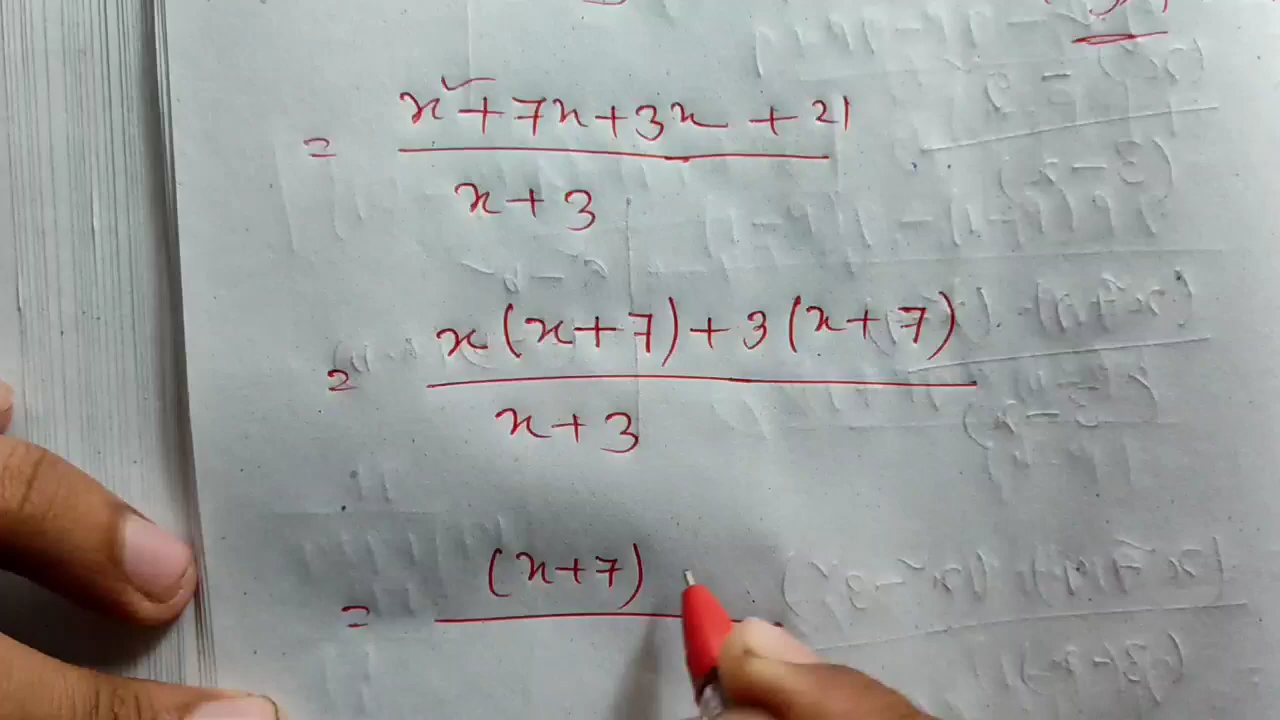 = x²+7x+3x+21
x+3
= x(x+7)+3(x+7)
x+3
= (x+7)